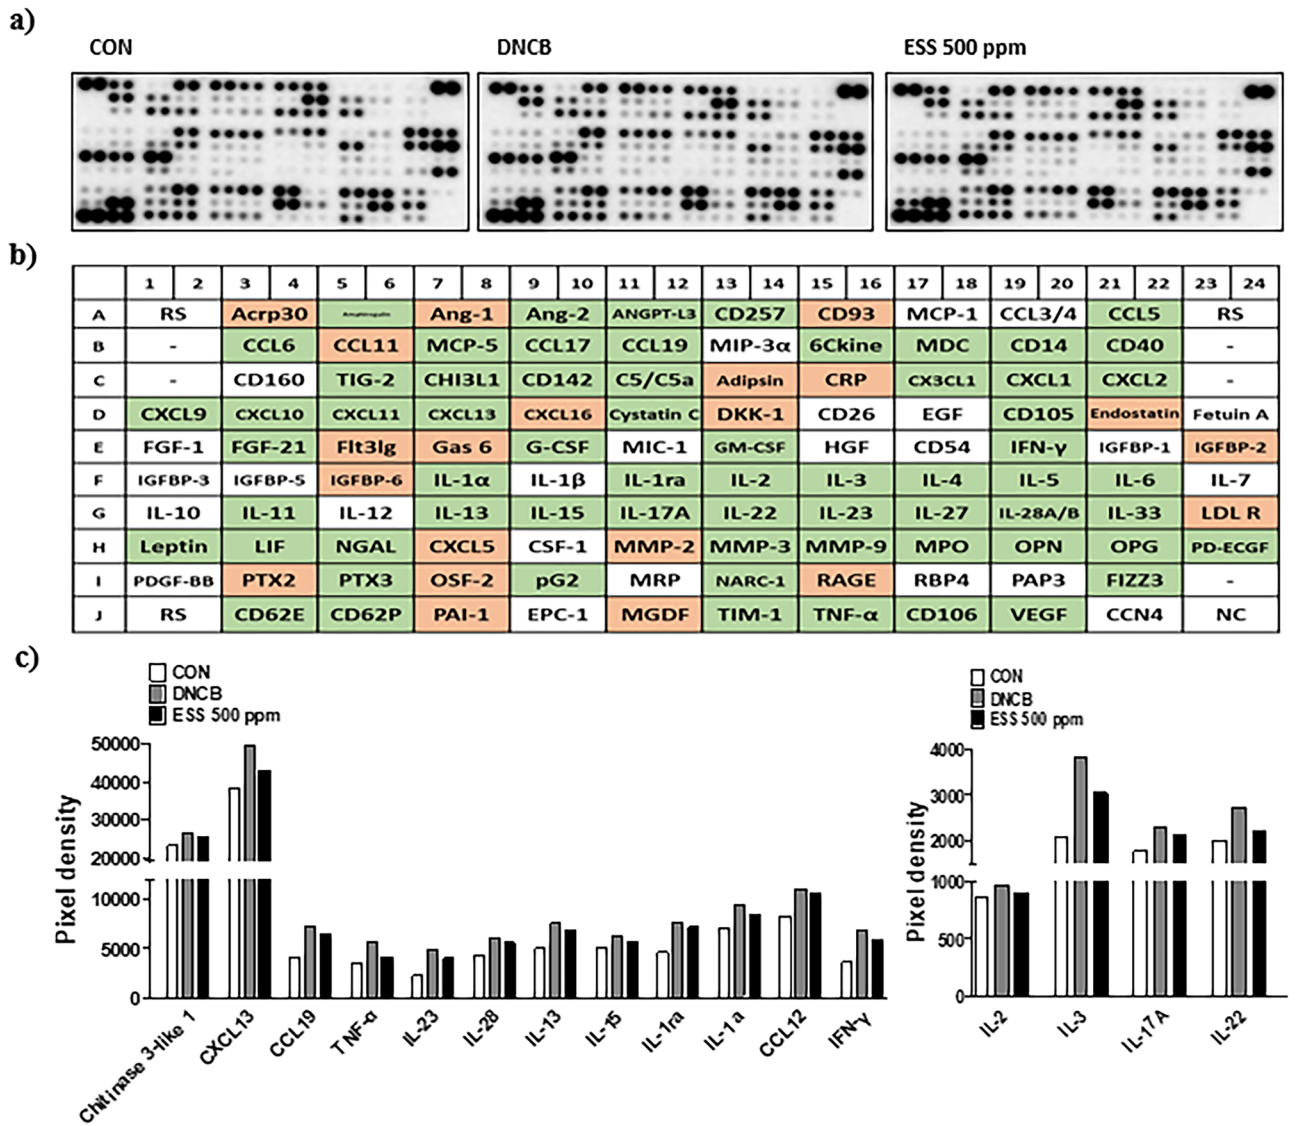 a)
CON
DNCB
ESS 500 ppm
b)
1 2 3 4 5 6 7 8 9 10 11 12 13 14 15 16 17 18 19 20 21 22 23 24
A RS Acrp30 Amphiregulin Ang-1 Ang-2 ANGPT-L3 CD257 CD93 MCP-1 CCL3/4 CCL5 RS
B - CCL6 CCL11 MCP-5 CCL17 CCL19 MIP-3α 6Ckine MDC CD14 CD40 -
C - CD160 TIG-2 CHI3L1 CD142 C5/C5a Adipsin CRP CX3CL1 CXCL1 CXCL2 -
D CXCL9 CXCL10 CXCL11 CXCL13 CXCL16 Cystatin C DKK-1 CD26 EGF CD105 Endostatin Fetuin A
E FGF-1 FGF-21 Flt3lg Gas 6 G-CSF MIC-1 GM-CSF HGF CD54 IFN-γ IGFBP-1 IGFBP-2
F IGFBP-3 IGFBP-5 IGFBP-6 IL-1α IL-1β IL-1ra IL-2 IL-3 IL-4 IL-5 IL-6 IL-7
G IL-10 IL-11 IL-12 IL-13 IL-15 IL-17A IL-22 IL-23 IL-27 IL-28A/B IL-33 LDL R
H Leptin LIF NGAL CXCL5 CSF-1 MMP-2 MMP-3 MMP-9 MPO OPN OPG PD-ECGF
I PDGF-BB PTX2 PTX3 OSF-2 pG2 MRP NARC-1 RAGE RBP4 PAP3 FIZZ3 -
J RS CD62E CD62P PAI-1 EPC-1 MGDF TIM-1 TNF-α CD106 VEGF CCN4 NC
c)
CON
DNCB
ESS 500 ppm
Pixel density
50000
40000
30000
20000
10000
5000
0
Chitinase 3-like 1
CXCL13
CCL19
TNF-α
IL-23
IL-28
IL-13
IL-15
IL-1ra
IL-1 a
CCL12
IFN-γ
CON
DNCB
ESS 500 ppm
Pixel density
4000
3000
2000
1000
500
0
IL-2
IL-3
IL-17A
IL-22